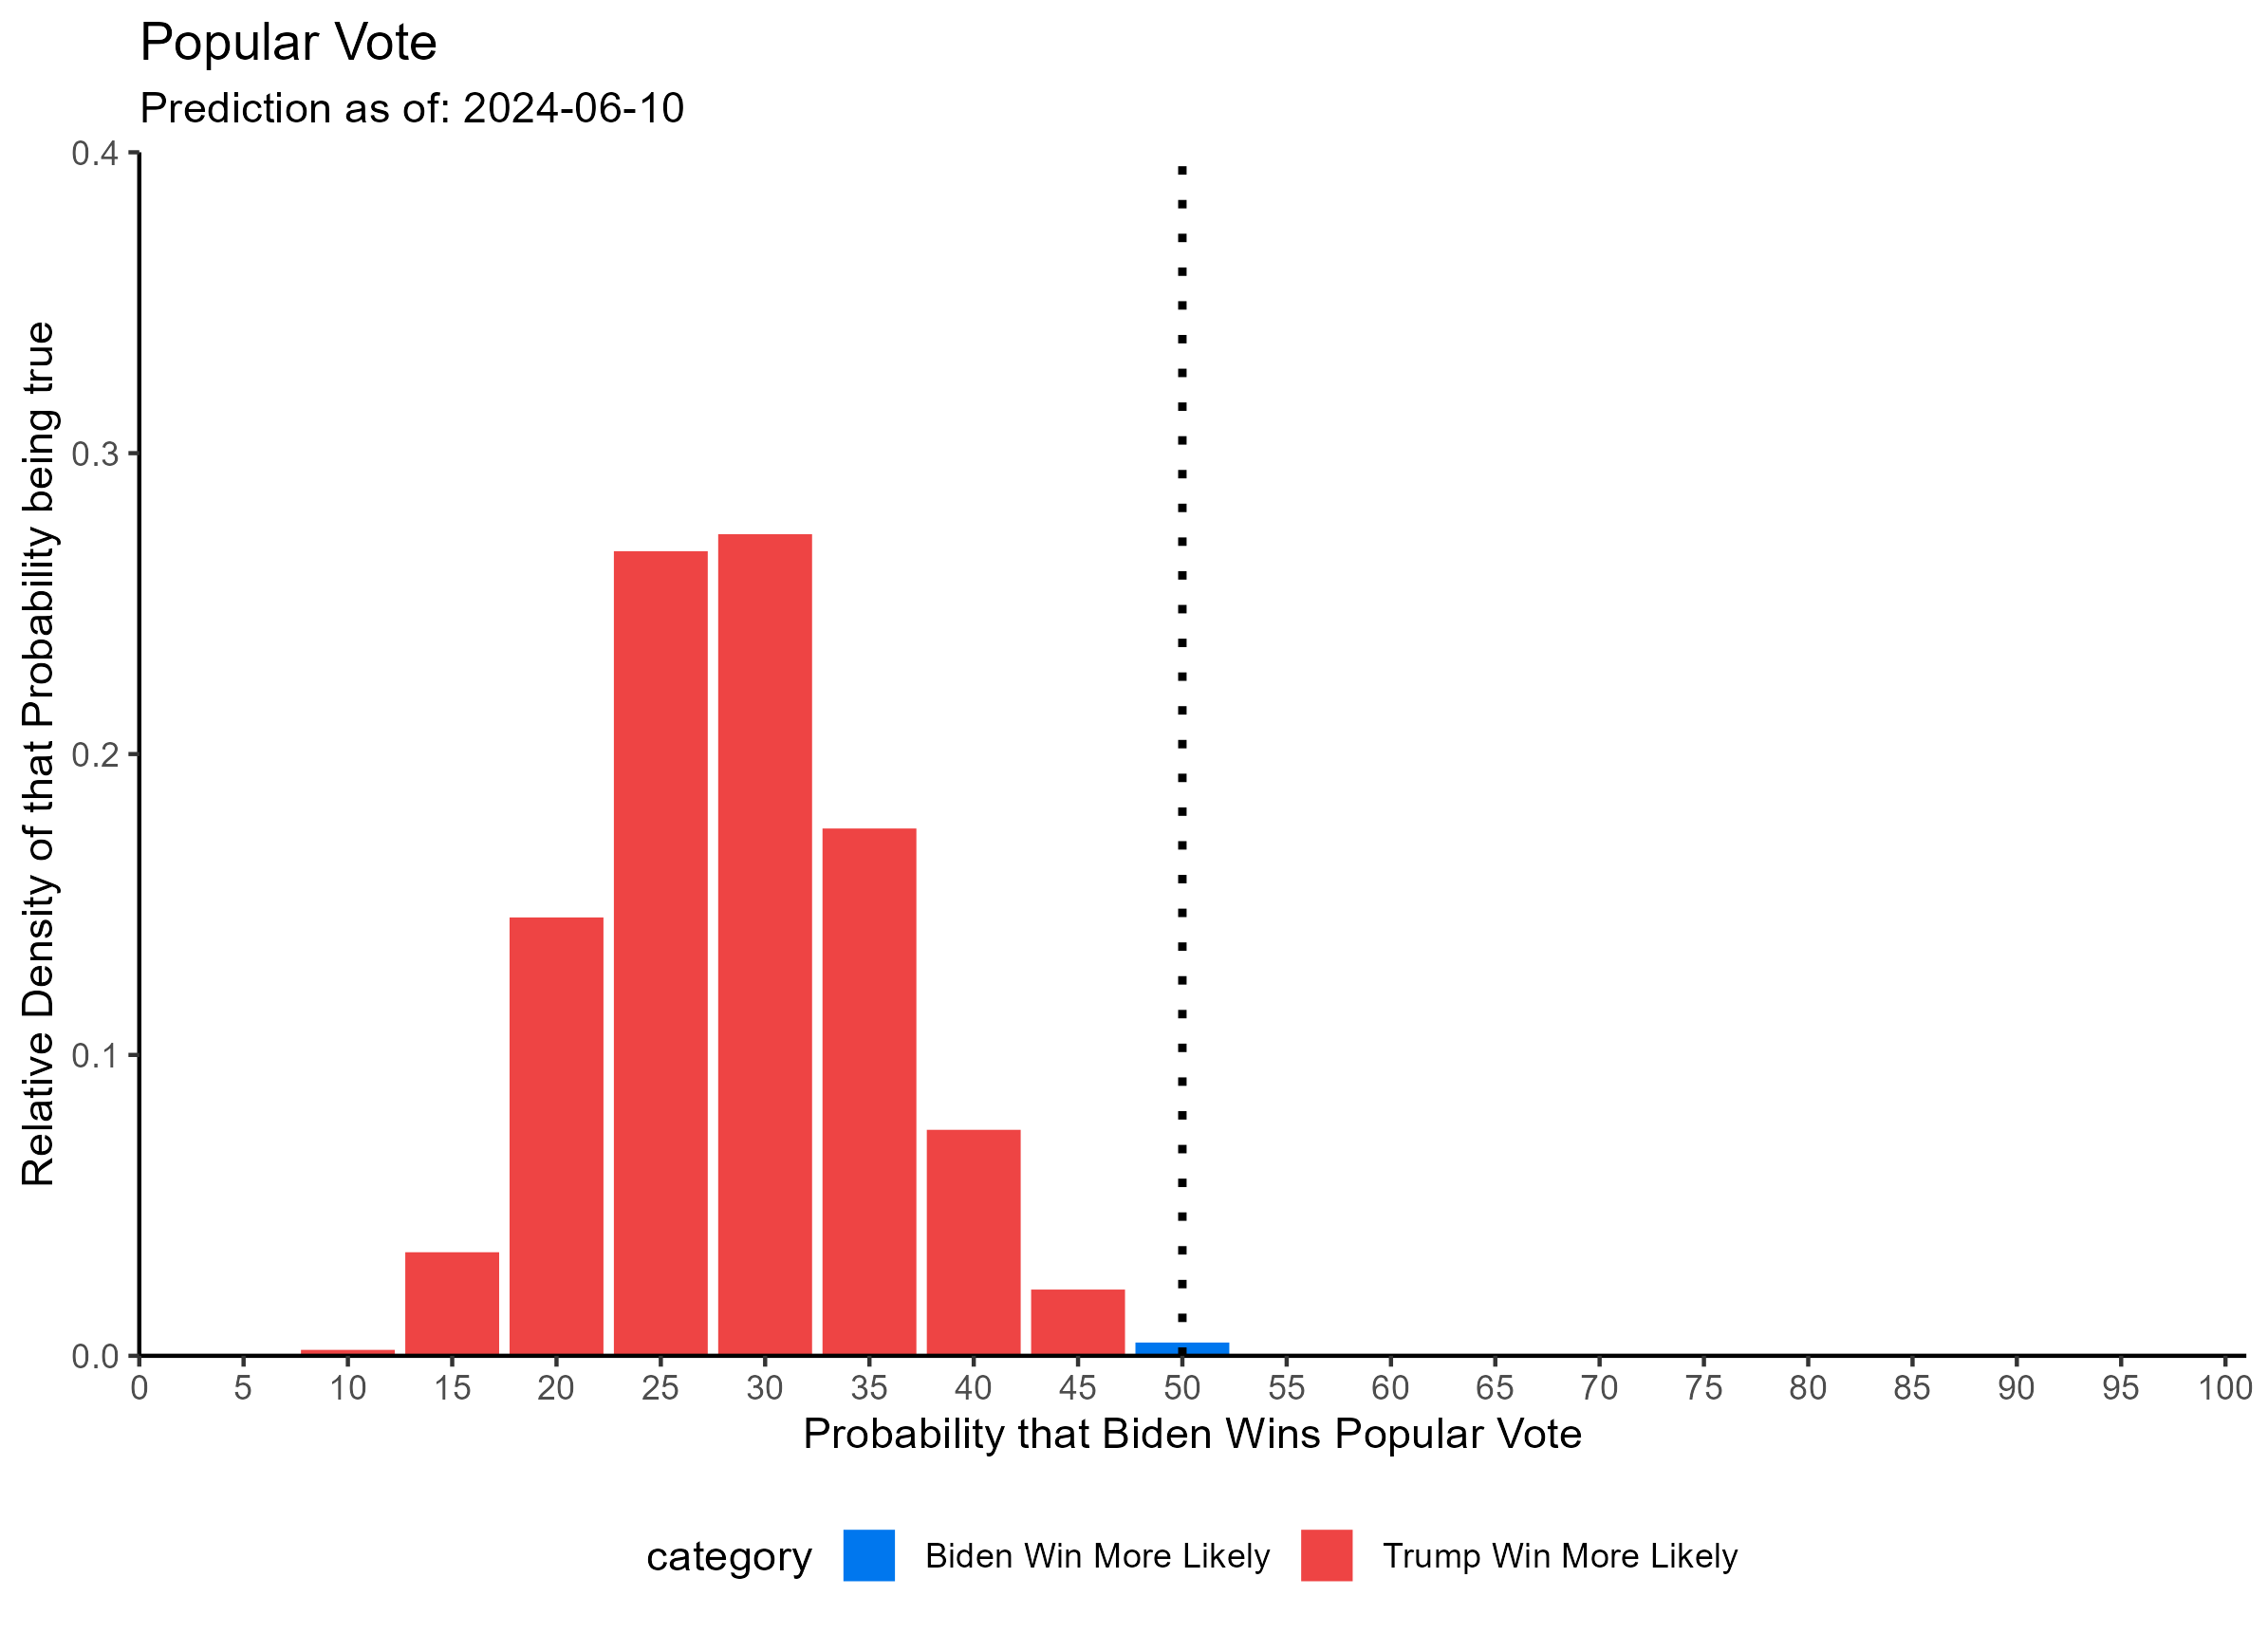 Popular Vote
Prediction as of: 2024-06-10
Relative Density of that Probability being true
0.4
0.3
0.2
0.1
0.0
0 5 10 15 20 25 30 35 40 45 50 55 60 65 70 75 80 85 90 95 100
Probability that Biden Wins Popular Vote
category Biden Win More Likely Trump Win More Likely